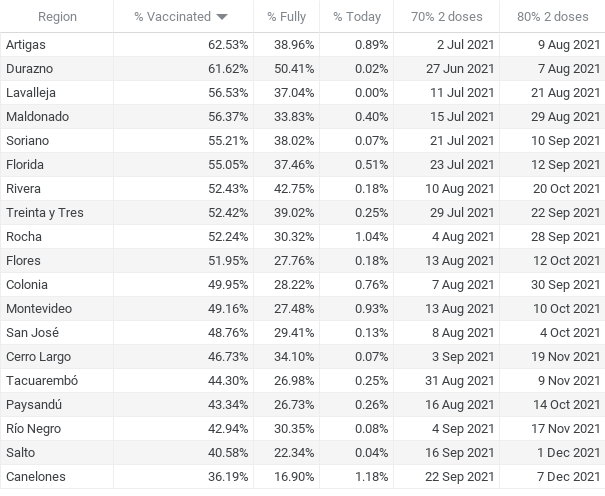 Region % Vaccinated % Fully % Today 70% 2 doses 80% 2 doses
Artigas 62.53% 38.96% 0.89% 2 Jul 2021 9 Aug 2021
Durazno 61.62% 50.41% 0.02% 27 Jun 2021 7 Aug 2021
Lavalleja 56.53% 37.04% 0.00% 11 Jul 2021 21 Aug 2021
Maldonado 56.37% 33.83% 0.40% 15 Jul 2021 29 Aug 2021
Soriano 55.21% 38.02% 0.07% 21 Jul 2021 10 Sep 2021
Florida 55.05% 37.46% 0.51% 23 Jul 2021 12 Sep 2021
Rivera 52.43% 42.75% 0.18% 10 Aug 2021 20 Oct 2021
Treinta y Tres 52.42% 39.02% 0.25% 29 Jul 2021 22 Sep 2021
Rocha 52.24% 30.32% 1.04% 4 Aug 2021 28 Sep 2021
Flores 51.95% 27.76% 0.18% 13 Aug 2021 12 Oct 2021
Colonia 49.95% 28.22% 0.76% 7 Aug 2021 30 Sep 2021
Montevideo 49.16% 27.48% 0.93% 13 Aug 2021 10 Oct 2021
San José 48.76% 29.41% 0.13% 8 Aug 2021 4 Oct 2021
Cerro Largo 46.73% 34.10% 0.07% 3 Sep 2021 19 Nov 2021
Tacuarembó 44.30% 26.98% 0.25% 31 Aug 2021 9 Nov 2021
Paysandú 43.34% 26.73% 0.26% 16 Aug 2021 14 Oct 2021
Río Negro 42.94% 30.35% 0.08% 4 Sep 2021 17 Nov 2021
Salto 40.58% 22.34% 0.04% 16 Sep 2021 1 Dec 2021
Canelones 36.19% 16.90% 1.18% 22 Sep 2021 7 Dec 2021